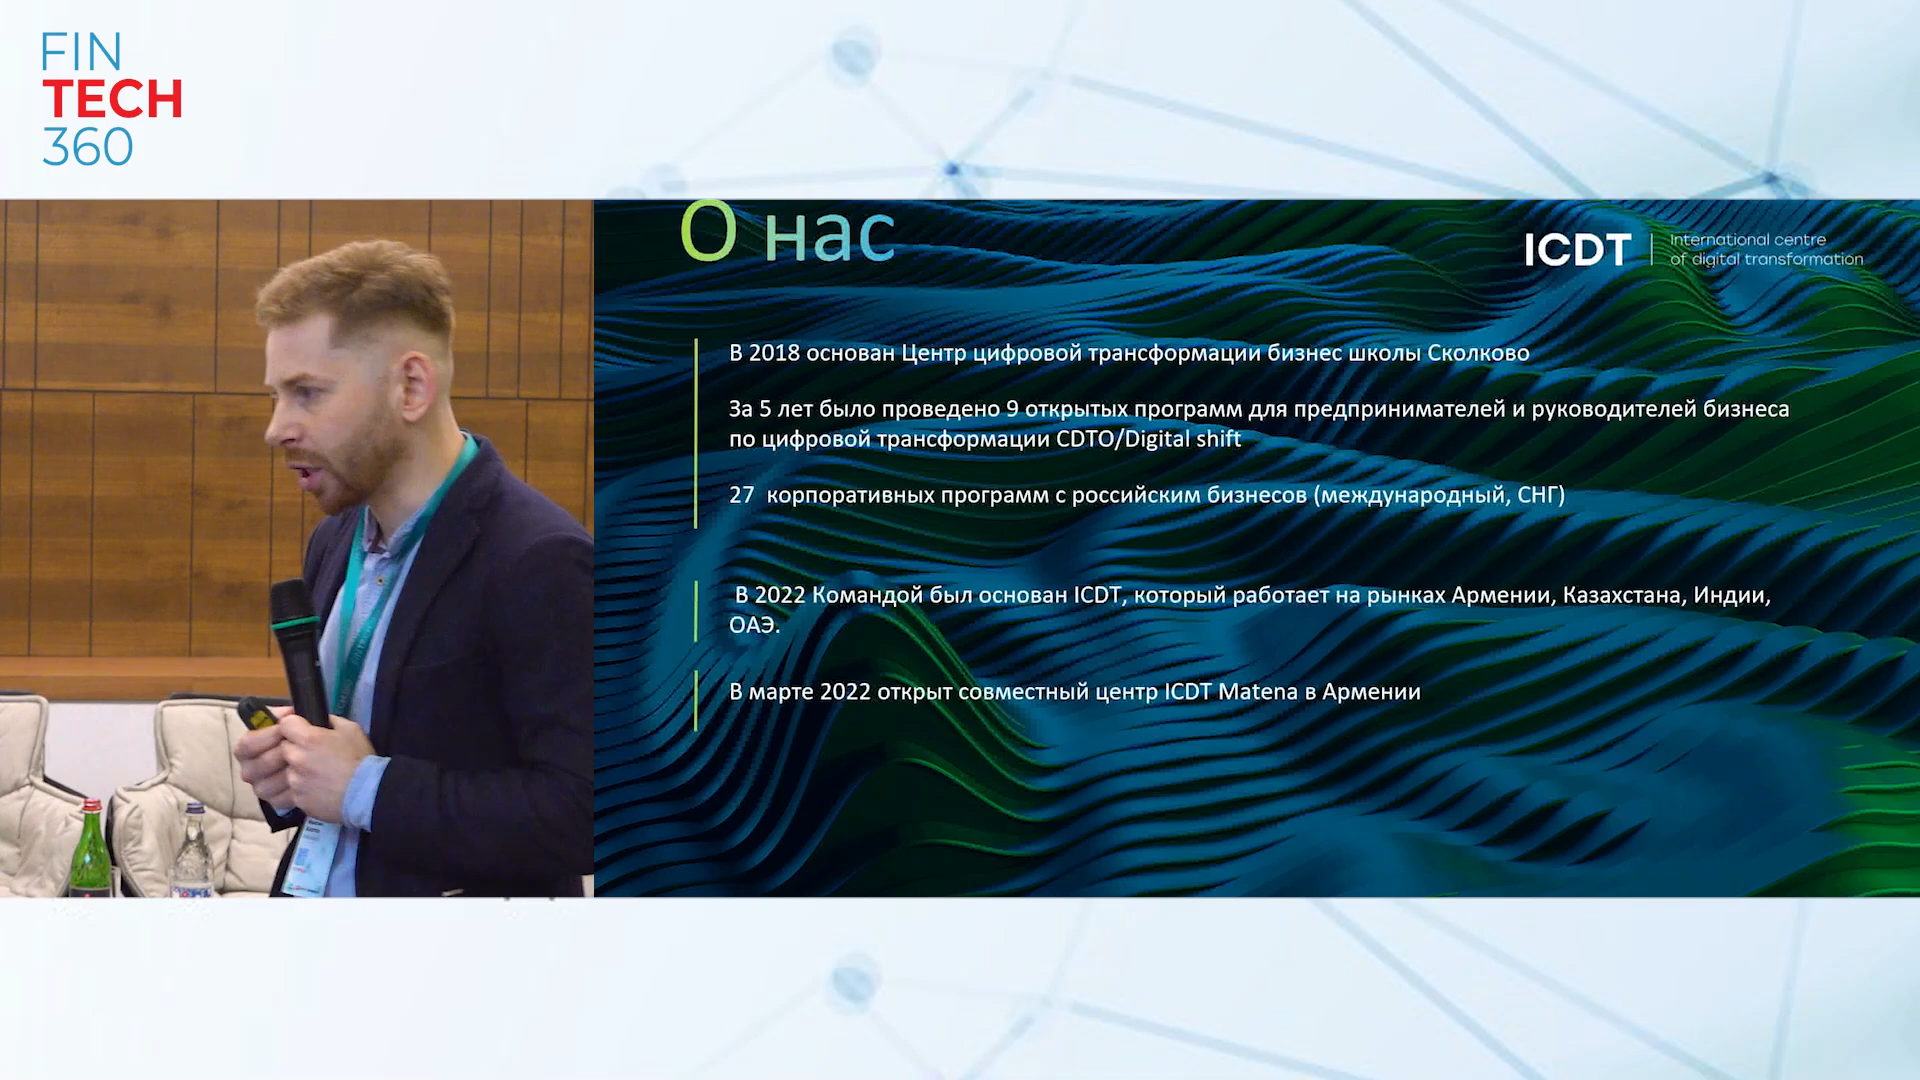 FIN
TECH
360
О нас
ICDT
International centre
of digital transformation
В 2018 основан Центр цифровой трансформации бизнес школы Сколково
За 5 лет было проведено 9 открытых программ для предпринимателей и руководителей бизнеса
по цифровой трансформации CDTO/Digital shift
27 корпоративных программ с российским бизнесов (международный, СНГ)
В 2022 Командой был основан ICDT, который работает на рынках Армении, Казахстана, Индии,
ОАЭ.
В марте 2022 открыт совместный центр ICDT Matena в Армении